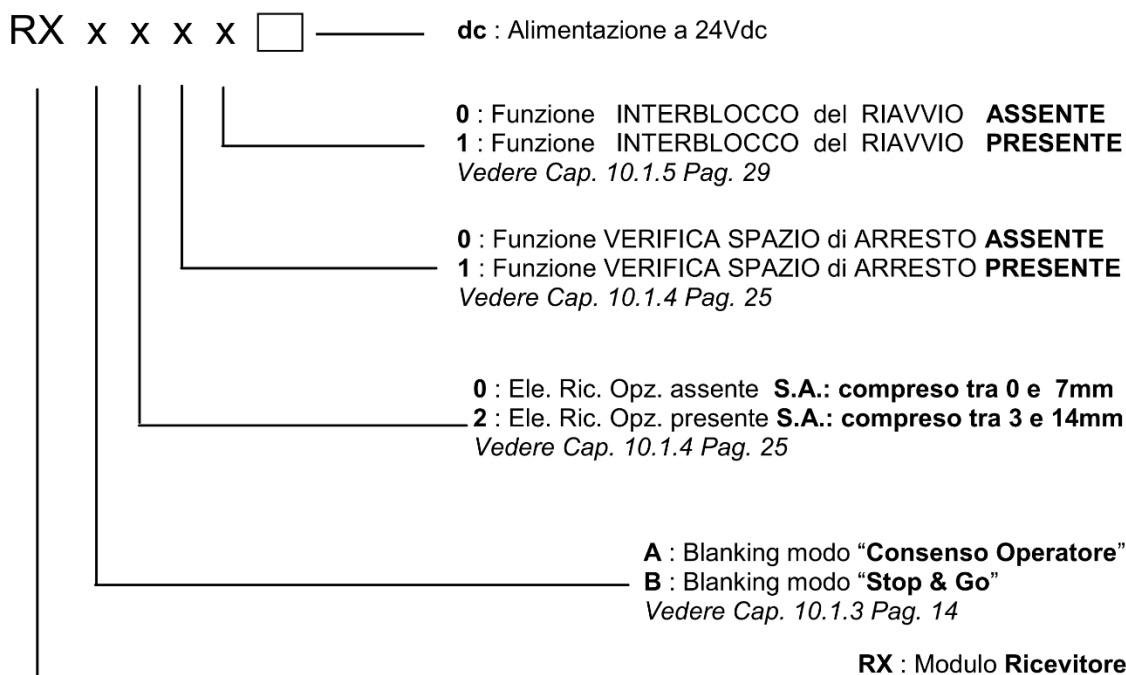 RX x x x x
dc : Alimentazione a 24Vdc
0 : Funzione INTERBLOCCO del RIAVVIO ASSENTE
1 : Funzione INTERBLOCCO del RIAVVIO PRESENTE
Vedere Cap. 10.1.5 Pag. 29
0 : Funzione VERIFICA SPAZIO di ARRESTO ASSENTE
1 : Funzione VERIFICA SPAZIO di ARRESTO PRESENTE
Vedere Cap. 10.1.4 Pag. 25
0 : Ele. Ric. Opz. assente S.A.: compreso tra 0 e 7mm
2 : Ele. Ric. Opz. presente S.A.: compreso tra 3 e 14mm
Vedere Cap. 10.1.4 Pag. 25
A : Blanking modo “Consenso Operatore”
B : Blanking modo “Stop & Go”
Vedere Cap. 10.1.3 Pag. 14
RX : Modulo Ricevitore